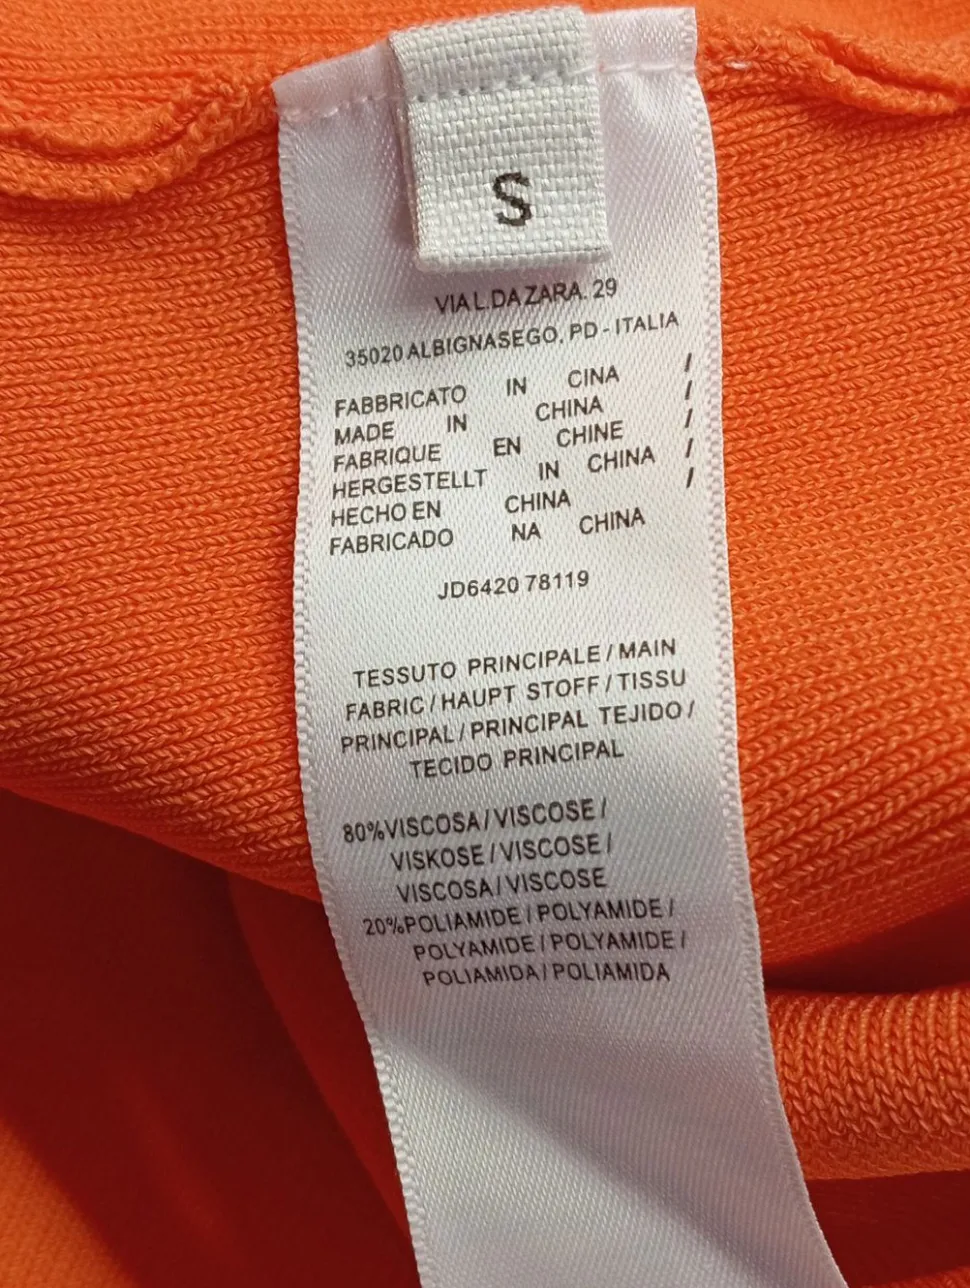 S
VIA L.DA ZARA. 29
35020 ALBIGNASEGO, PD - ITALIA
FABBRICATO IN CINA /
MADE IN CHINA /
FABRIQUE EN CHINE /
HERGESTELLT IN CHINA /
HECHO EN CHINA /
FABRICADO NA CHINA
JD6420 78119
TESSUTO PRINCIPALE / MAIN
FABRIC / HAUPT STOFF / TISSU
PRINCIPAL / PRINCIPAL TEJIDO /
TECIDO PRINCIPAL
80%VISCOSA / VISCOSE /
VISKOSE / VISCOSE /
VISCOSA / VISCOSE
20%POLIAMIDE / POLYAMIDE /
POLYAMIDE / POLYAMIDE /
POLIAMIDA / POLIAMIDA